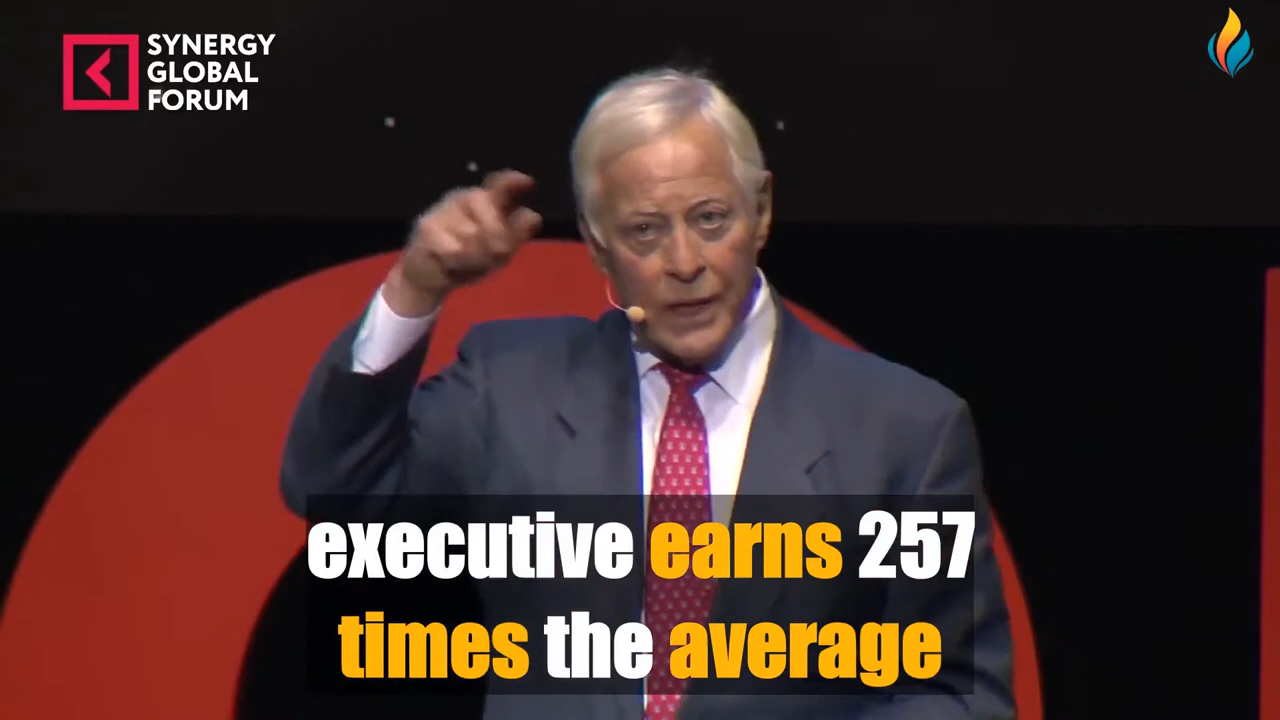 SYNERGY
GLOBAL
FORUM
executive earns 257
times the average